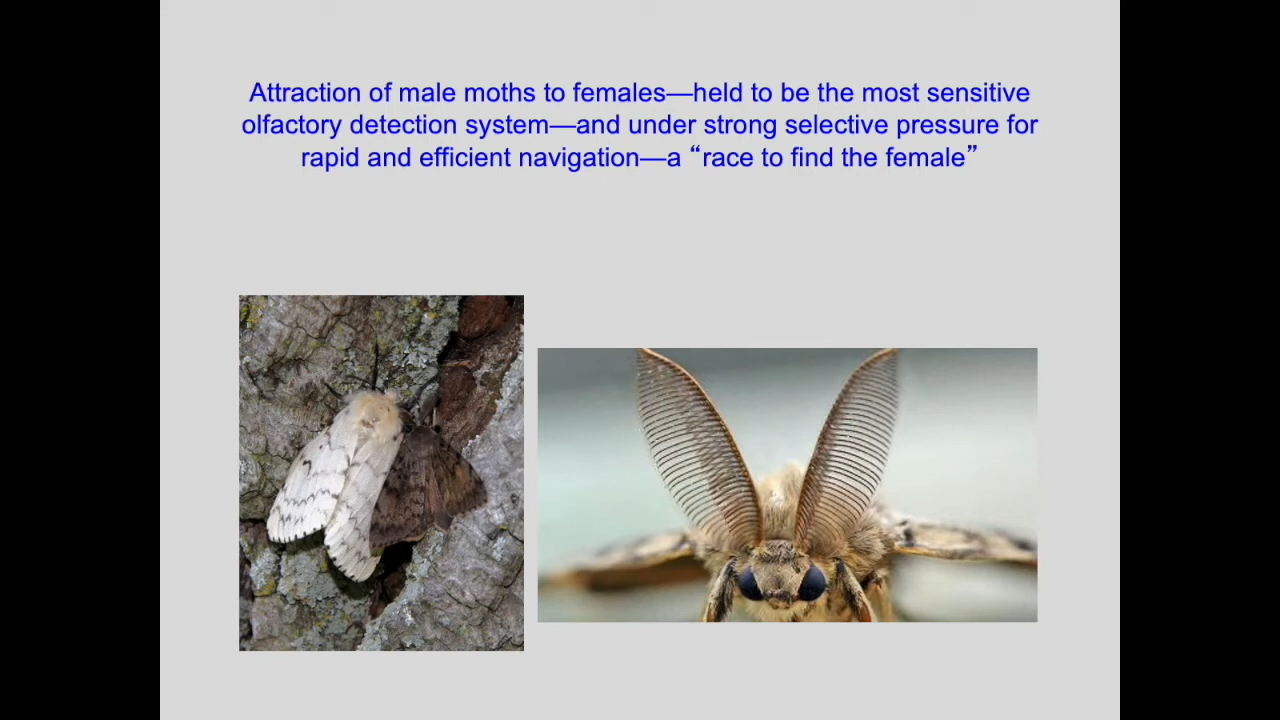 Attraction of male moths to females—held to be the most sensitive
olfactory detection system—and under strong selective pressure for
rapid and efficient navigation—a “race to find the female”